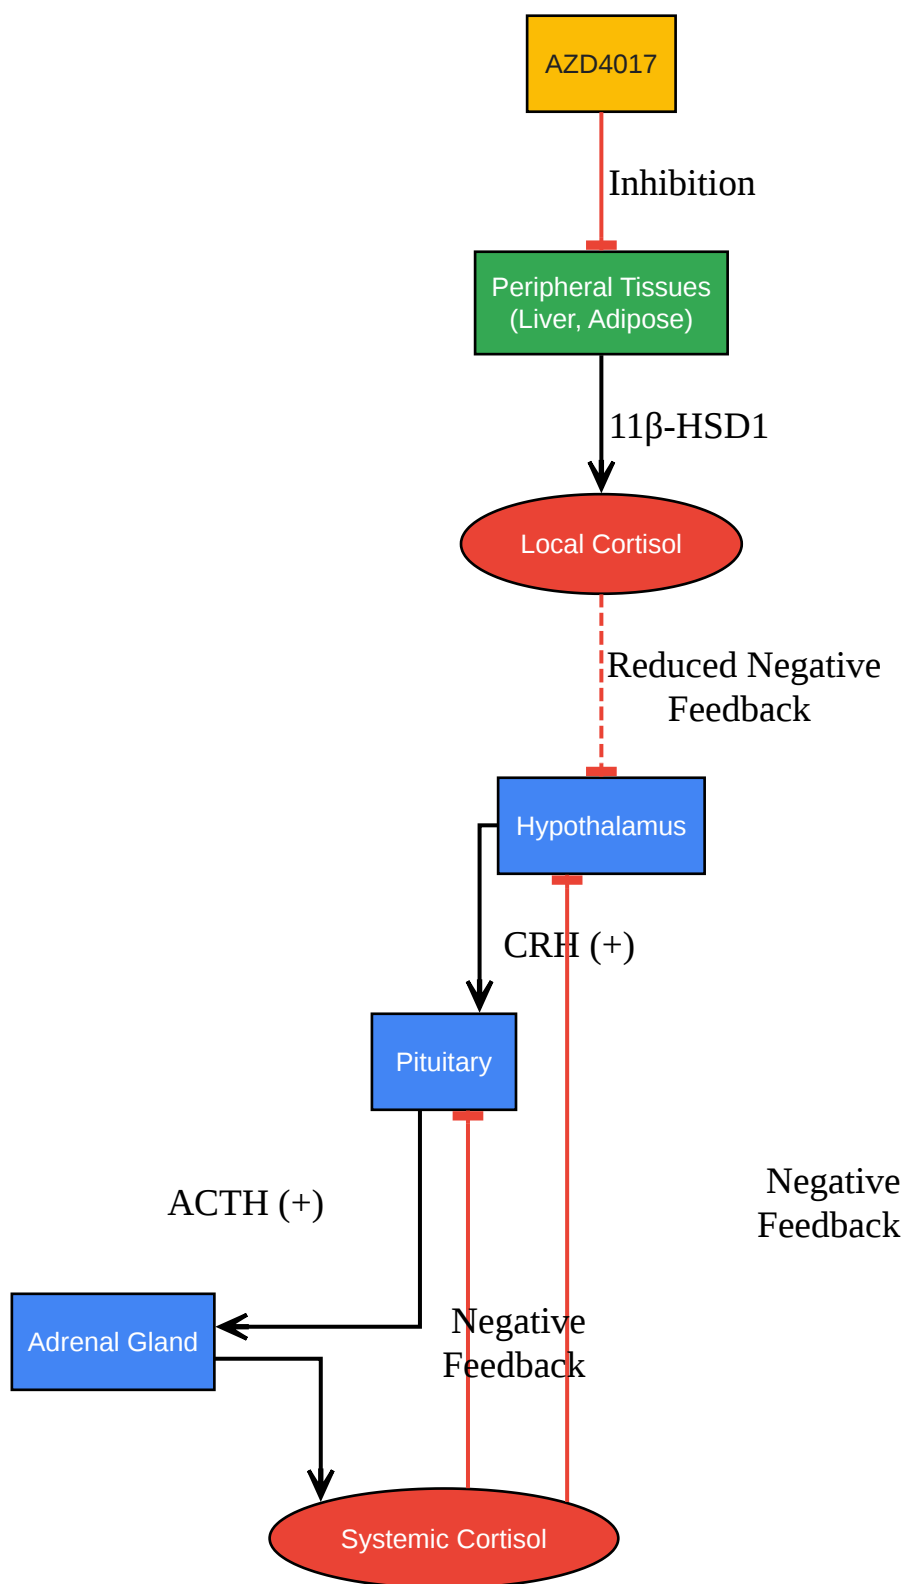 AZD4017
Inhibition
Peripheral Tissues
(Liver, Adipose)
11β-HSD1
Local Cortisol
Reduced Negative
Feedback
Hypothalamus
CRH (+)
Pituitary
ACTH (+)
Negative
Feedback
Adrenal Gland
Negative
Feedback
Systemic Cortisol